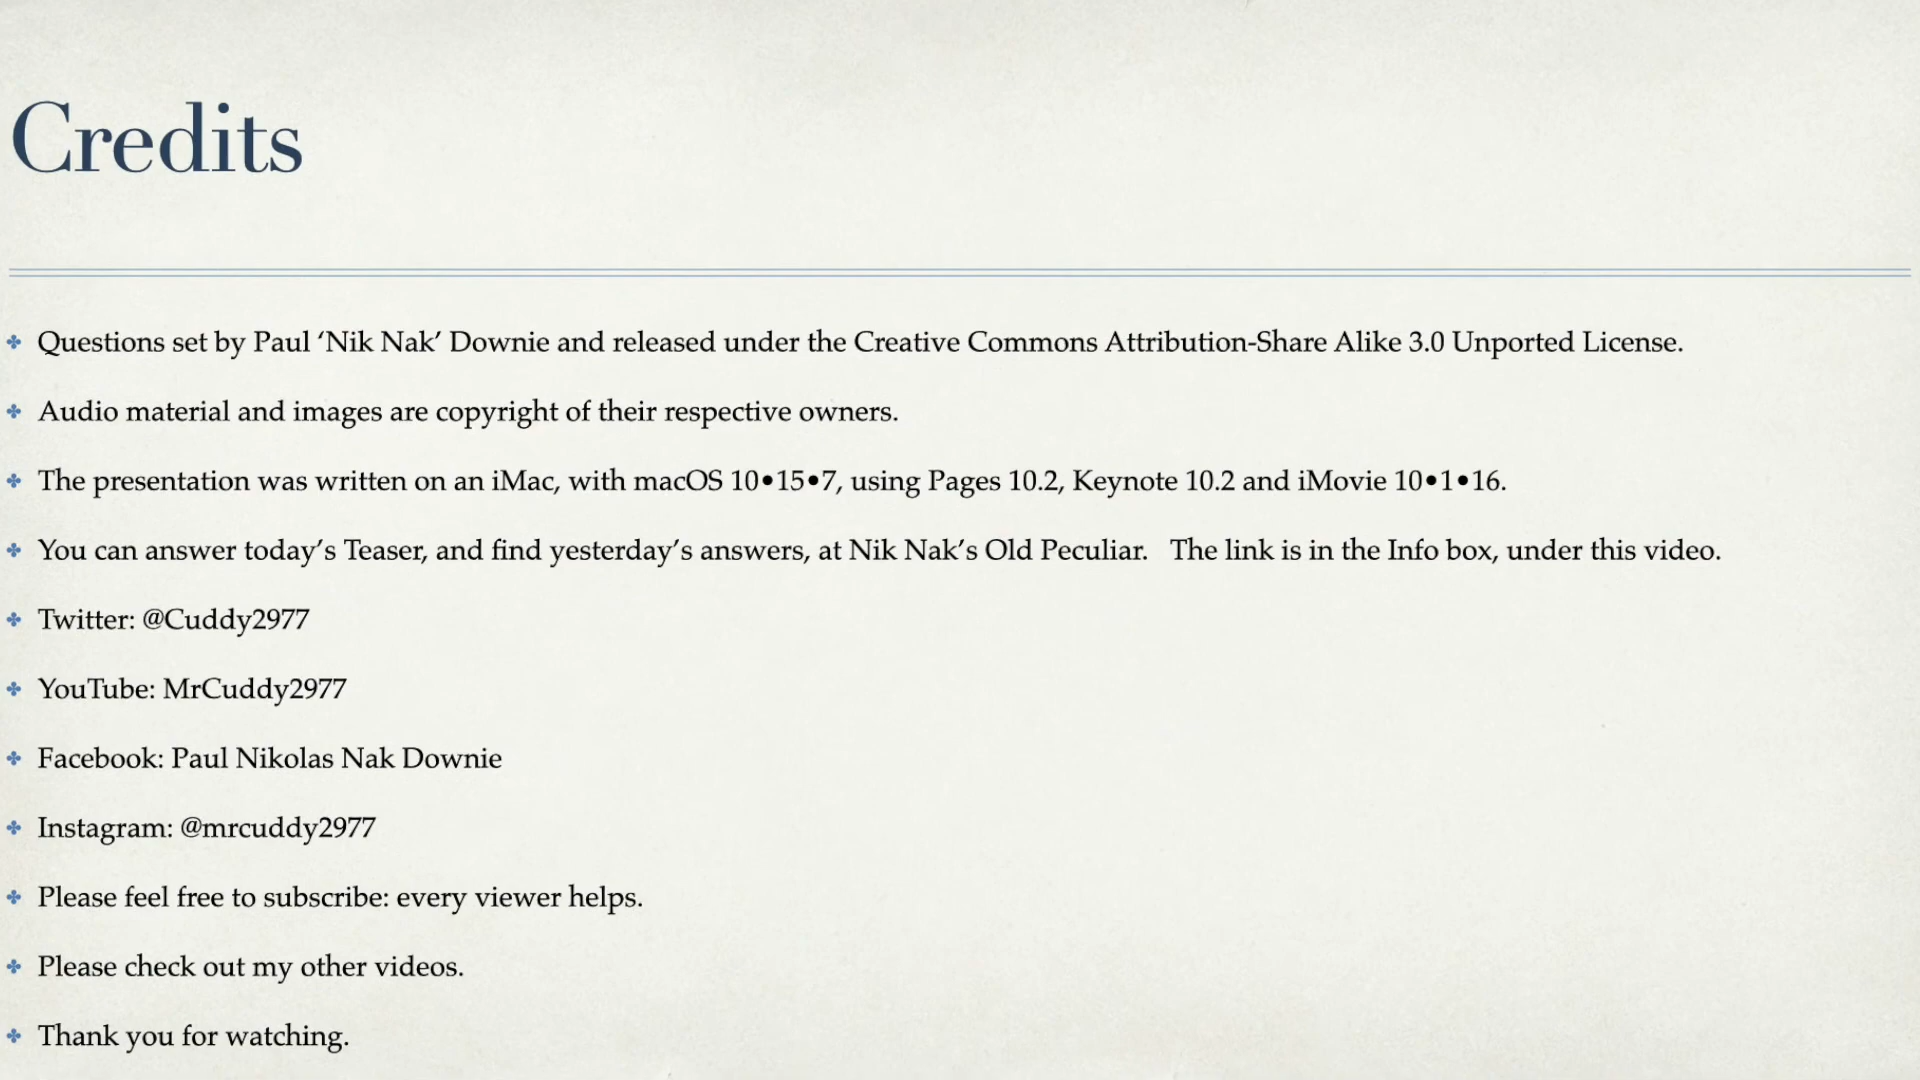 Credits
Questions set by Paul ‘Nik Nak’ Downie and released under the Creative Commons Attribution-Share Alike 3.0 Unported License.
Audio material and images are copyright of their respective owners.
The presentation was written on an iMac, with macOS 10•15•7, using Pages 10.2, Keynote 10.2 and iMovie 10•1•16.
You can answer today’s Teaser, and find yesterday’s answers, at Nik Nak’s Old Peculiar.   The link is in the Info box, under this video.
Twitter: @Cuddy2977
YouTube: MrCuddy2977
Facebook: Paul Nikolas Nak Downie
Instagram: @mrcuddy2977
Please feel free to subscribe: every viewer helps.
Please check out my other videos.
Thank you for watching.